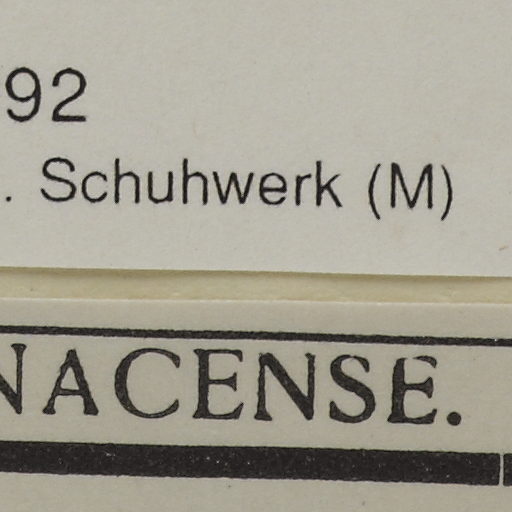 92
. Schuhwerk (M)
NACENSE.